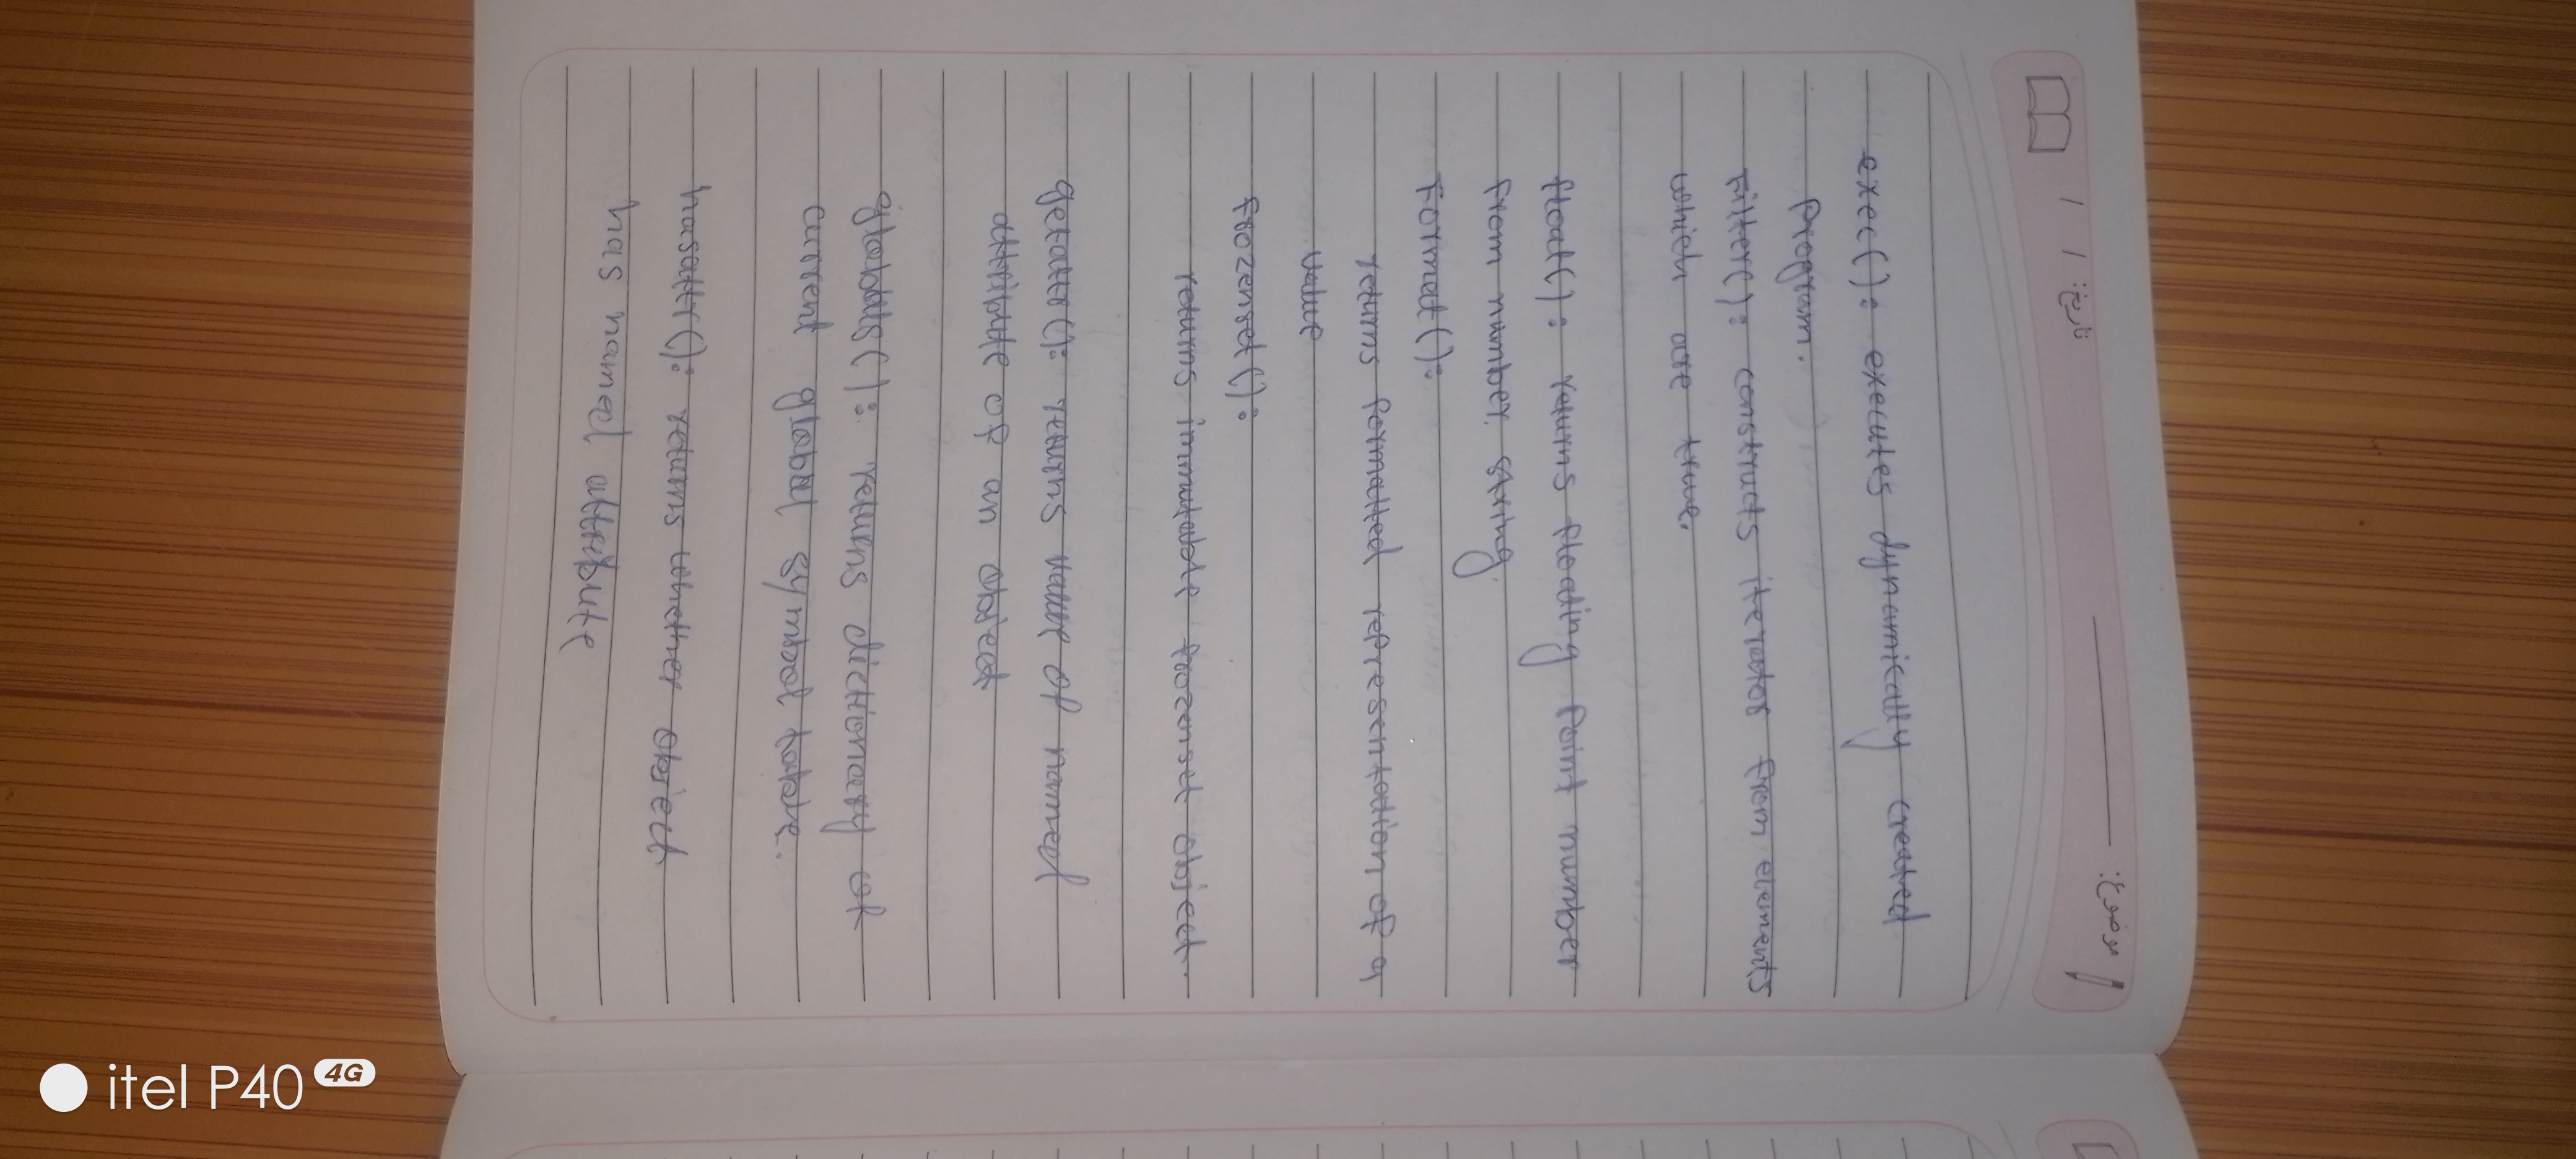 تاريخ: / /
موضوع:
exec(): executes dynamically created
program.
Filter(): constructs iterator from elements
which are true.
float(): returns floating point number
from number, string.
Format():
returns formatted representation of a
value
frozenset():
returns immutable frozenset object.
getattr(): returns value of named
attribute of an object
globals(): returns dictionary of
current global symbol table.
hasattr(): returns whether object
has named attribute
itel P40 4G